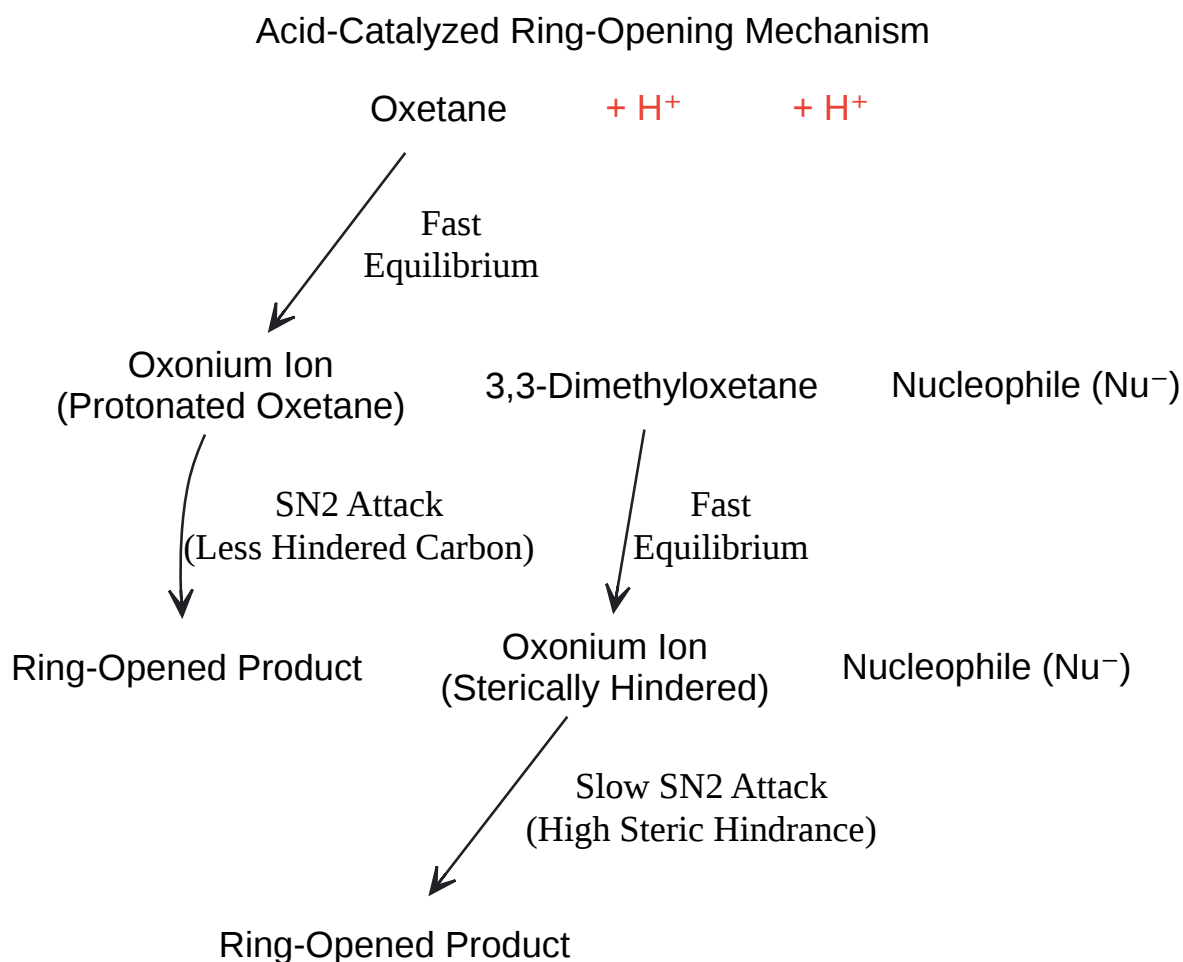 Acid-Catalyzed Ring-Opening Mechanism
Oxetane + H⁺ + H⁺
Fast
Equilibrium
Oxonium Ion
(Protonated Oxetane)
3,3-Dimethyloxetane
Nucleophile (Nu⁻)
SN2 Attack
(Less Hindered Carbon)
Fast
Equilibrium
Ring-Opened Product
Oxonium Ion
(Sterically Hindered)
Nucleophile (Nu⁻)
Slow SN2 Attack
(High Steric Hindrance)
Ring-Opened Product